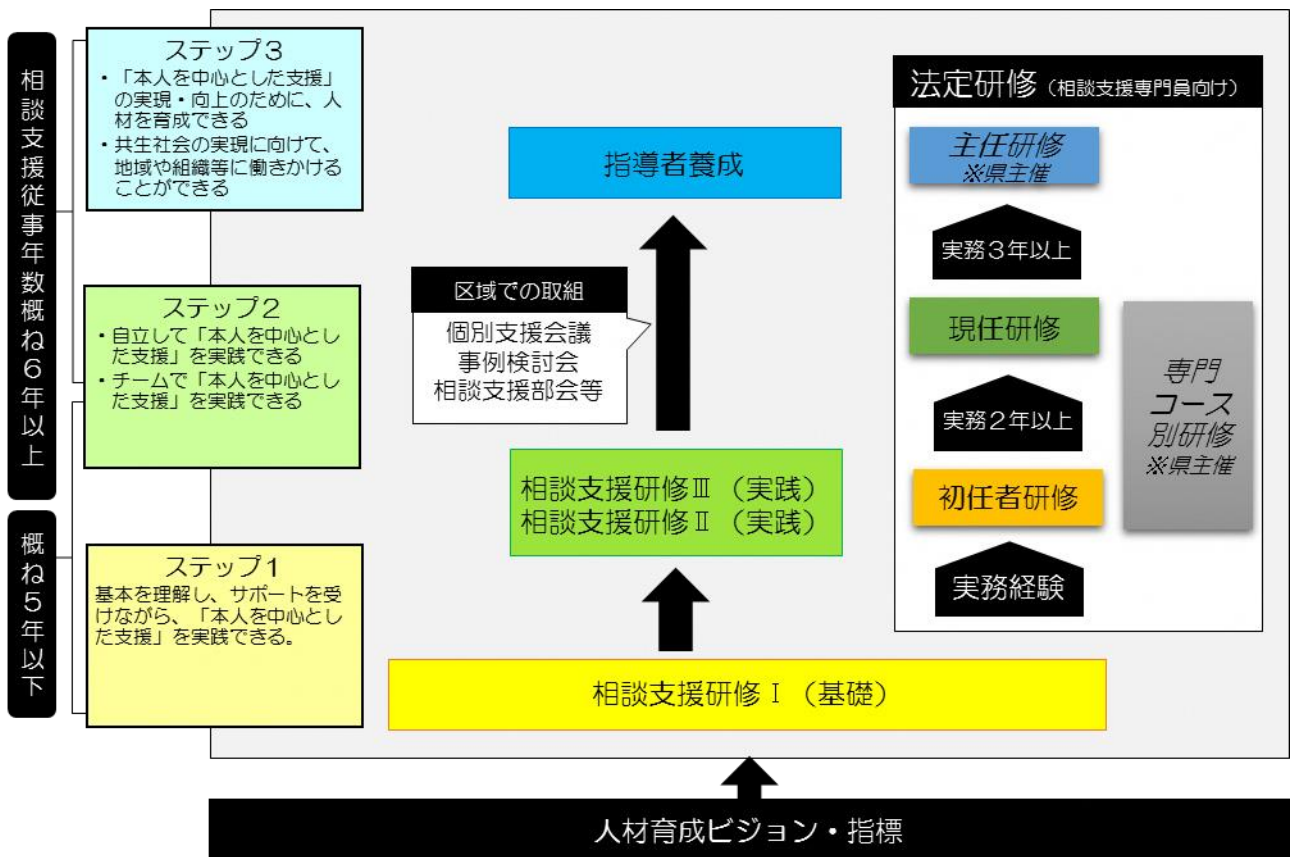 相談支援従事年数概ね６年以上
概ね５年以下
ステップ３
・「本人を中心とした支援」
の実現・向上のために、人
材を育成できる
・共生社会の実現に向けて、
地域や組織等に働きかける
ことができる
ステップ２
・自立して「本人を中心とし
た支援」を実践できる
・チームで「本人を中心とし
た支援」を実践できる
ステップ１
基本を理解し、サポートを受
けながら、「本人を中心とし
た支援」を実践できる。
指導者養成
区域での取組
個別支援会議
事例検討会
相談支援部会等
相談支援研修Ⅲ（実践）
相談支援研修Ⅱ（実践）
相談支援研修Ⅰ（基礎）
法定研修（相談支援専門員向け）
主任研修
※県主催
実務３年以上
現任研修
実務２年以上
初任者研修
実務経験
専門
コース
別研修
※県主催
人材育成ビジョン・指標